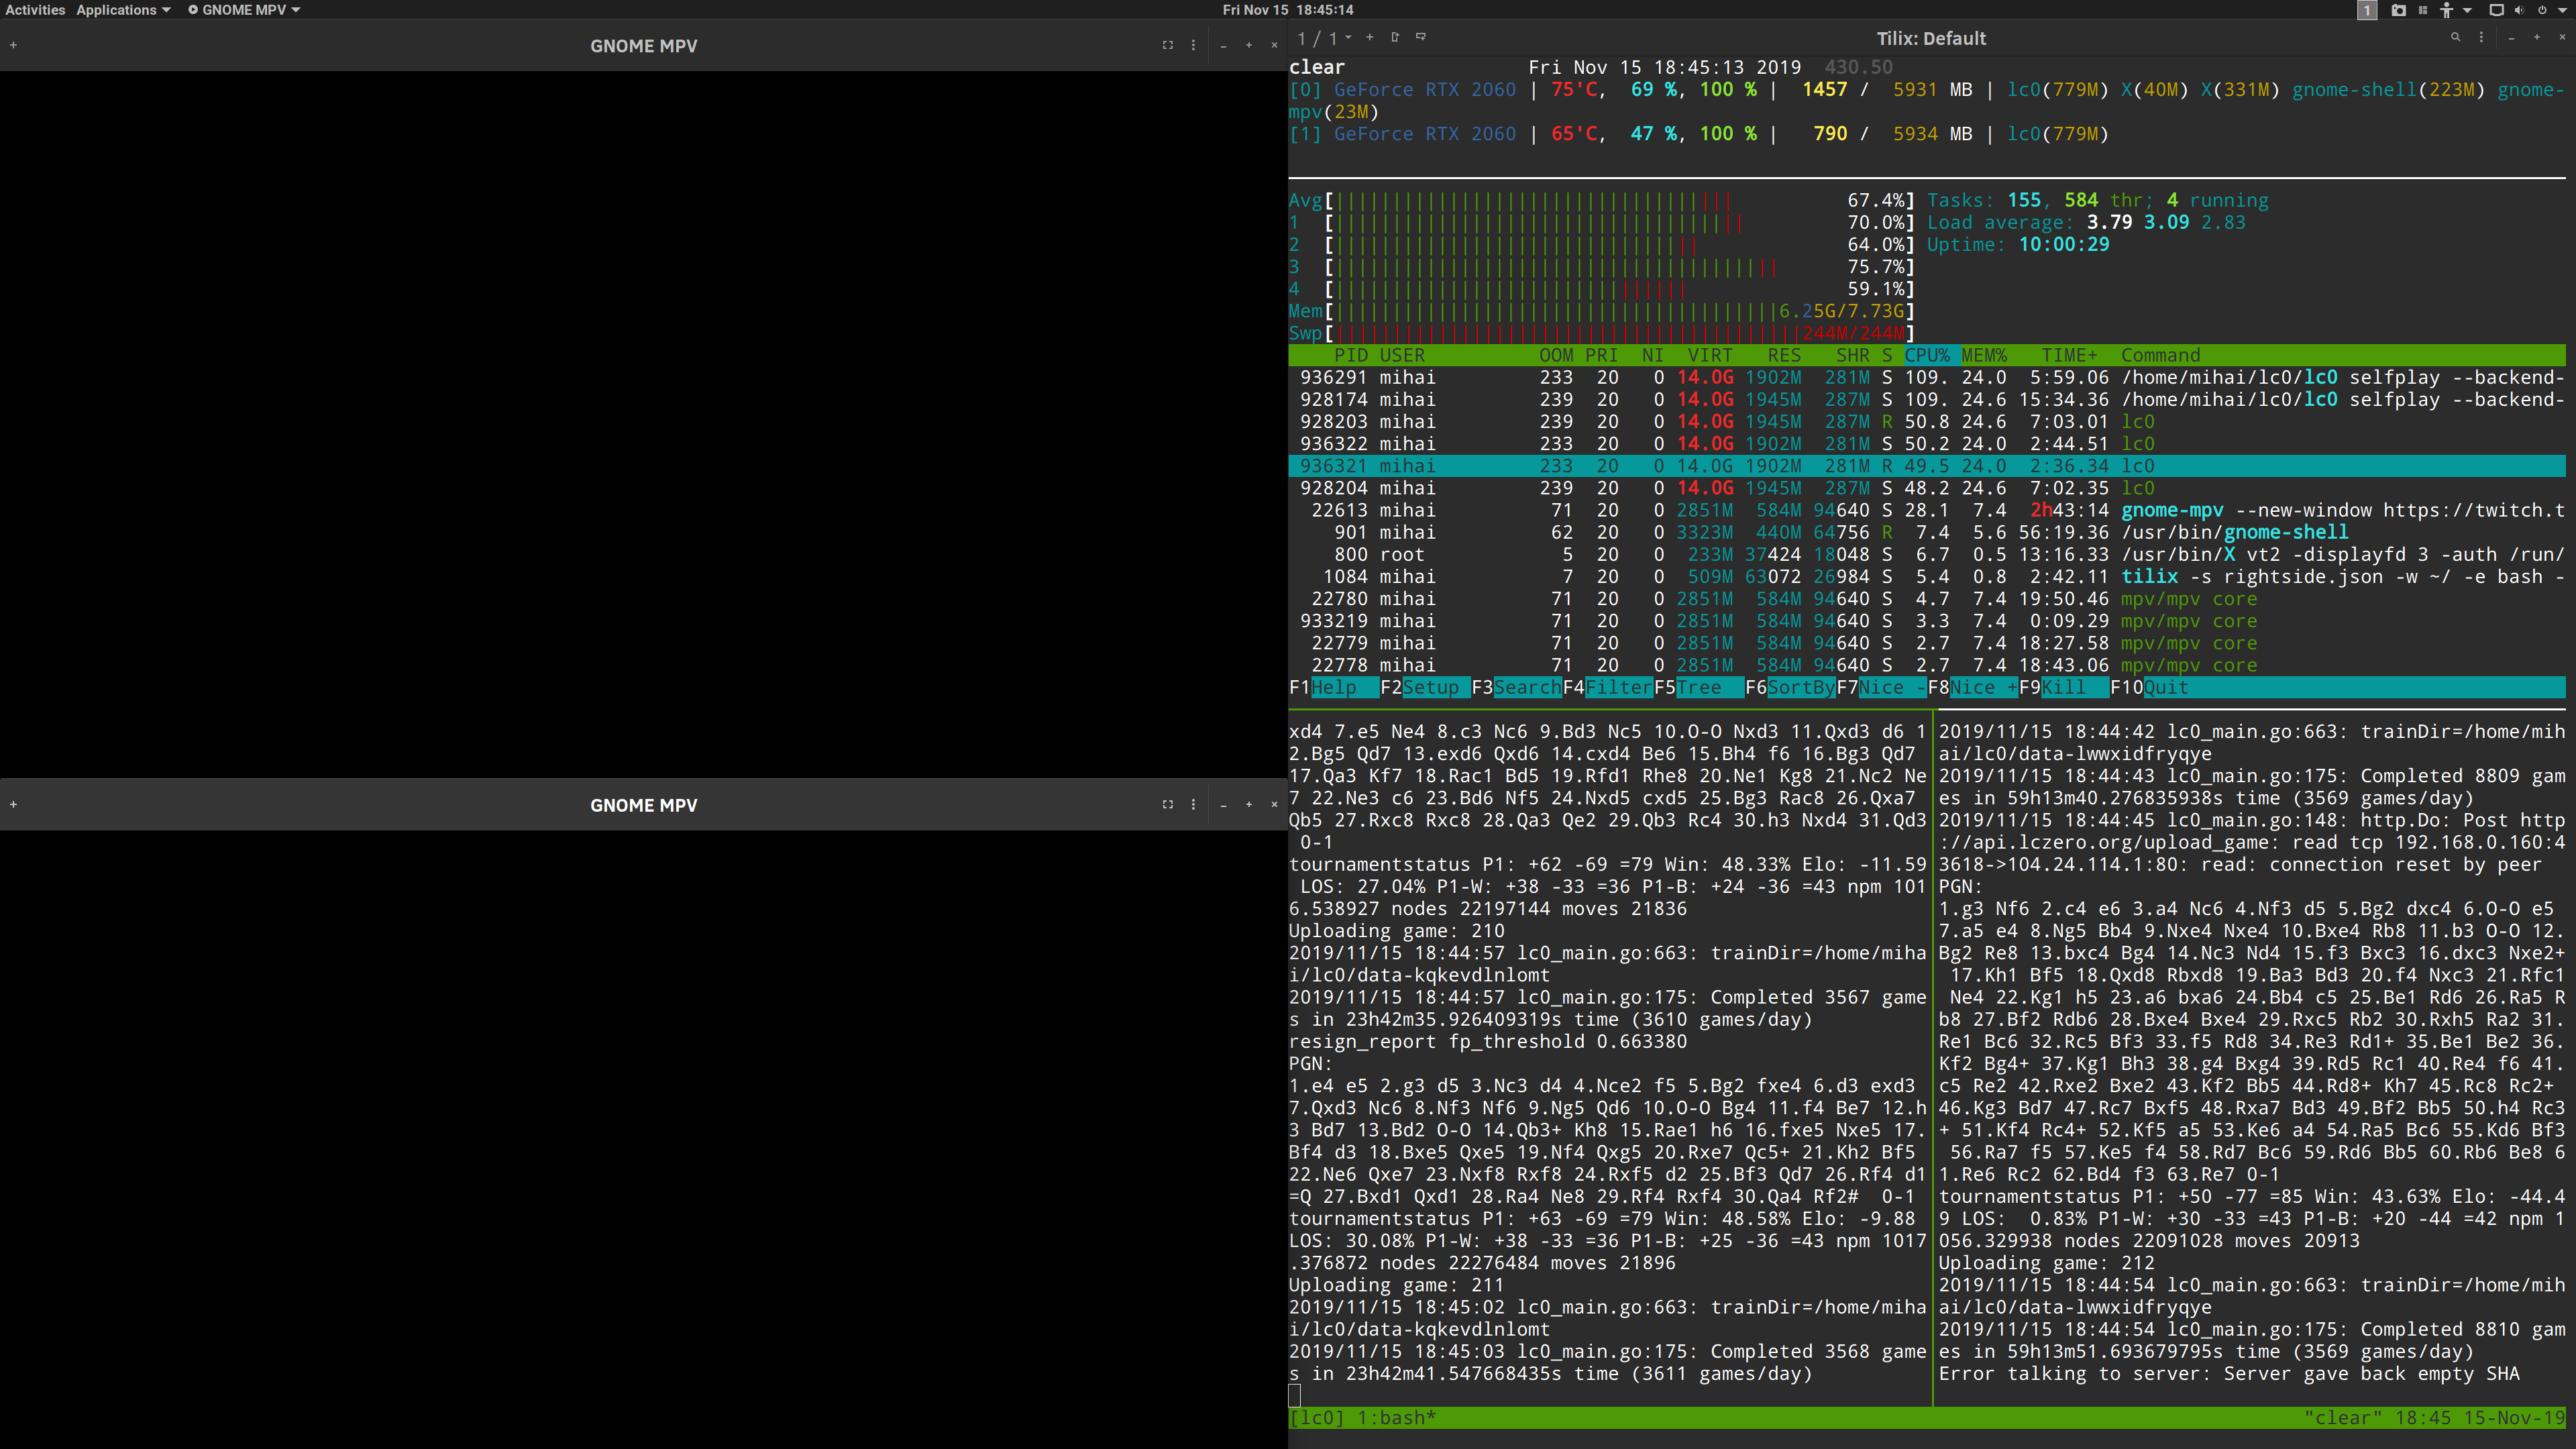 Activities Applications GNOME MPV Fri Nov 15 18:45:14 1
GNOME MPV
GNOME MPV
1 / 1 Tilix: Default
clear Fri Nov 15 18:45:13 2019 430.50
[0] GeForce RTX 2060 | 75'C, 69 %, 100 % | 1457 / 5931 MB | lc0(779M) X(40M) X(331M) gnome-shell(223M) gnome-
mpv(23M)
[1] GeForce RTX 2060 | 65'C, 47 %, 100 % | 790 / 5934 MB | lc0(779M)
Avg[ 67.4%] Tasks: 155, 584 thr; 4 running
1 [ 70.0%] Load average: 3.79 3.09 2.83
2 [ 64.0%] Uptime: 10:00:29
3 [ 75.7%]
4 [ 59.1%]
Mem[ 6.25G/7.73G]
Swp[ 244M/244M]
PID USER OOM PRI NI VIRT RES SHR S CPU% MEM% TIME+ Command
936291 mihai 233 20 0 14.0G 1902M 281M S 109. 24.0 5:59.06 /home/mihai/lc0/lc0 selfplay --backend-
928174 mihai 239 20 0 14.0G 1945M 287M S 109. 24.6 15:34.36 /home/mihai/lc0/lc0 selfplay --backend-
928203 mihai 239 20 0 14.0G 1945M 287M R 50.8 24.6 7:03.01 lc0
936322 mihai 233 20 0 14.0G 1902M 281M S 50.2 24.0 2:44.51 lc0
936321 mihai 233 20 0 14.0G 1902M 281M R 49.5 24.0 2:36.34 lc0
928204 mihai 239 20 0 14.0G 1945M 287M S 48.2 24.6 7:02.35 lc0
22613 mihai 71 20 0 2851M 584M 94640 S 28.1 7.4 2h43:14 gnome-mpv --new-window https://twitch.t
901 mihai 62 20 0 3323M 440M 64756 R 7.4 5.6 56:19.36 /usr/bin/gnome-shell
800 root 5 20 0 233M 37424 18048 S 6.7 0.5 13:16.33 /usr/bin/X vt2 -displayfd 3 -auth /run/
1084 mihai 7 20 0 509M 63072 26984 S 5.4 0.8 2:42.11 tilix -s rightside.json -w ~/ -e bash -
22780 mihai 71 20 0 2851M 584M 94640 S 4.7 7.4 19:50.46 mpv/mpv core
933219 mihai 71 20 0 2851M 584M 94640 S 3.3 7.4 0:09.29 mpv/mpv core
22779 mihai 71 20 0 2851M 584M 94640 S 2.7 7.4 18:27.58 mpv/mpv core
22778 mihai 71 20 0 2851M 584M 94640 S 2.7 7.4 18:43.06 mpv/mpv core
F1Help F2Setup F3SearchF4FilterF5Tree F6SortByF7Nice -F8Nice +F9Kill F10Quit
xd4 7.e5 Ne4 8.c3 Nc6 9.Bd3 Nc5 10.O-O Nxd3 11.Qxd3 d6 1
2.Bg5 Qd7 13.exd6 Qxd6 14.cxd4 Be6 15.Bh4 f6 16.Bg3 Qd7
17.Qa3 Kf7 18.Rac1 Bd5 19.Rfd1 Rhe8 20.Ne1 Kg8 21.Nc2 Ne
7 22.Ne3 c6 23.Bd6 Nf5 24.Nxd5 cxd5 25.Bg3 Rac8 26.Qxa7
Qb5 27.Rxc8 Rxc8 28.Qa3 Qe2 29.Qb3 Rc4 30.h3 Nxd4 31.Qd3
0-1
tournamentstatus P1: +62 -69 =79 Win: 48.33% Elo: -11.59
LOS: 27.04% P1-W: +38 -33 =36 P1-B: +24 -36 =43 npm 101
6.538927 nodes 22197144 moves 21836
Uploading game: 210
2019/11/15 18:44:57 lc0_main.go:663: trainDir=/home/miha
i/lc0/data-kqkevdlnlomt
2019/11/15 18:44:57 lc0_main.go:175: Completed 3567 game
s in 23h42m35.926409319s time (3610 games/day)
resign_report fp_threshold 0.663380
PGN:
1.e4 e5 2.g3 d5 3.Nc3 d4 4.Nce2 f5 5.Bg2 fxe4 6.d3 exd3
7.Qxd3 Nc6 8.Nf3 Nf6 9.Ng5 Qd6 10.O-O Bg4 11.f4 Be7 12.h
3 Bd7 13.Bd2 O-O 14.Qb3+ Kh8 15.Rae1 h6 16.fxe5 Nxe5 17.
Bf4 d3 18.Bxe5 Qxe5 19.Nf4 Qxg5 20.Rxe7 Qc5+ 21.Kh2 Bf5
22.Ne6 Qxe7 23.Nxf8 Rxf8 24.Rxf5 d2 25.Bf3 Qd7 26.Rf4 d1
=Q 27.Bxd1 Qxd1 28.Ra4 Ne8 29.Rf4 Rxf4 30.Qa4 Rf2# 0-1
tournamentstatus P1: +63 -69 =79 Win: 48.58% Elo: -9.88
LOS: 30.08% P1-W: +38 -33 =36 P1-B: +25 -36 =43 npm 1017
.376872 nodes 22276484 moves 21896
Uploading game: 211
2019/11/15 18:45:02 lc0_main.go:663: trainDir=/home/miha
i/lc0/data-kqkevdlnlomt
2019/11/15 18:45:03 lc0_main.go:175: Completed 3568 game
s in 23h42m41.547668435s time (3611 games/day)
2019/11/15 18:44:42 lc0_main.go:663: trainDir=/home/mih
ai/lc0/data-lwwxidfryqye
2019/11/15 18:44:43 lc0_main.go:175: Completed 8809 gam
es in 59h13m40.276835938s time (3569 games/day)
2019/11/15 18:44:45 lc0_main.go:148: http.Do: Post http
://api.lczero.org/upload_game: read tcp 192.168.0.160:4
3618->104.24.114.1:80: read: connection reset by peer
PGN:
1.g3 Nf6 2.c4 e6 3.a4 Nc6 4.Nf3 d5 5.Bg2 dxc4 6.O-O e5
7.a5 e4 8.Ng5 Bb4 9.Nxe4 Nxe4 10.Bxe4 Rb8 11.b3 O-O 12.
Bg2 Re8 13.bxc4 Bg4 14.Nc3 Nd4 15.f3 Bxc3 16.dxc3 Nxe2+
17.Kh1 Bf5 18.Qxd8 Rbxd8 19.Ba3 Bd3 20.f4 Nxc3 21.Rfc1
Ne4 22.Kg1 h5 23.a6 bxa6 24.Bb4 c5 25.Be1 Rd6 26.Ra5 R
b8 27.Bf2 Rdb6 28.Bxe4 Bxe4 29.Rxc5 Rb2 30.Rxh5 Ra2 31.
Re1 Bc6 32.Rc5 Bf3 33.f5 Rd8 34.Re3 Rd1+ 35.Be1 Be2 36.
Kf2 Bg4+ 37.Kg1 Bh3 38.g4 Bxg4 39.Rd5 Rc1 40.Re4 f6 41.
c5 Re2 42.Rxe2 Bxe2 43.Kf2 Bb5 44.Rd8+ Kh7 45.Rc8 Rc2+
46.Kg3 Bd7 47.Rc7 Bxf5 48.Rxa7 Bd3 49.Bf2 Bb5 50.h4 Rc3
+ 51.Kf4 Rc4+ 52.Kf5 a5 53.Ke6 a4 54.Ra5 Bc6 55.Kd6 Bf3
56.Ra7 f5 57.Ke5 f4 58.Rd7 Bc6 59.Rd6 Bb5 60.Rb6 Be8 6
1.Re6 Rc2 62.Bd4 f3 63.Re7 0-1
tournamentstatus P1: +50 -77 =85 Win: 43.63% Elo: -44.4
9 LOS: 0.83% P1-W: +30 -33 =43 P1-B: +20 -44 =42 npm 1
056.329938 nodes 22091028 moves 20913
Uploading game: 212
2019/11/15 18:44:54 lc0_main.go:663: trainDir=/home/mih
ai/lc0/data-lwwxidfryqye
2019/11/15 18:44:54 lc0_main.go:175: Completed 8810 gam
es in 59h13m51.693679795s time (3569 games/day)
Error talking to server: Server gave back empty SHA
[lc0] 1:bash* "clear" 18:45 15-Nov-19